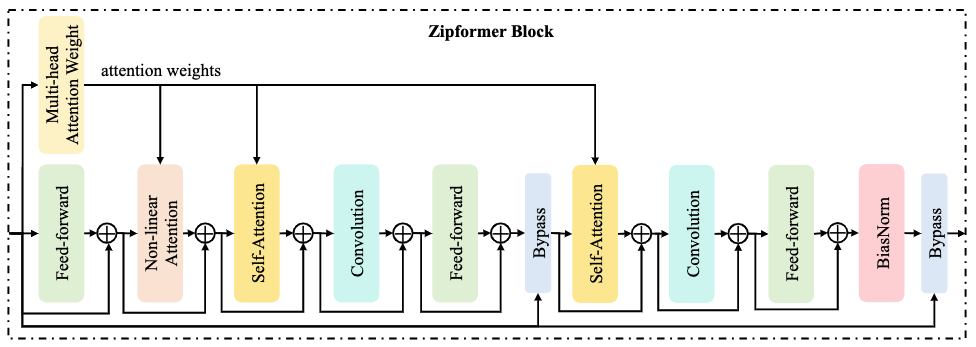 Zipformer Block
Multi-head
Attention Weight
attention weights
Feed-forward
Non-linear
Attention
Self-Attention
Convolution
Feed-forward
Bypass
Self-Attention
Convolution
Feed-forward
BiasNorm
Bypass